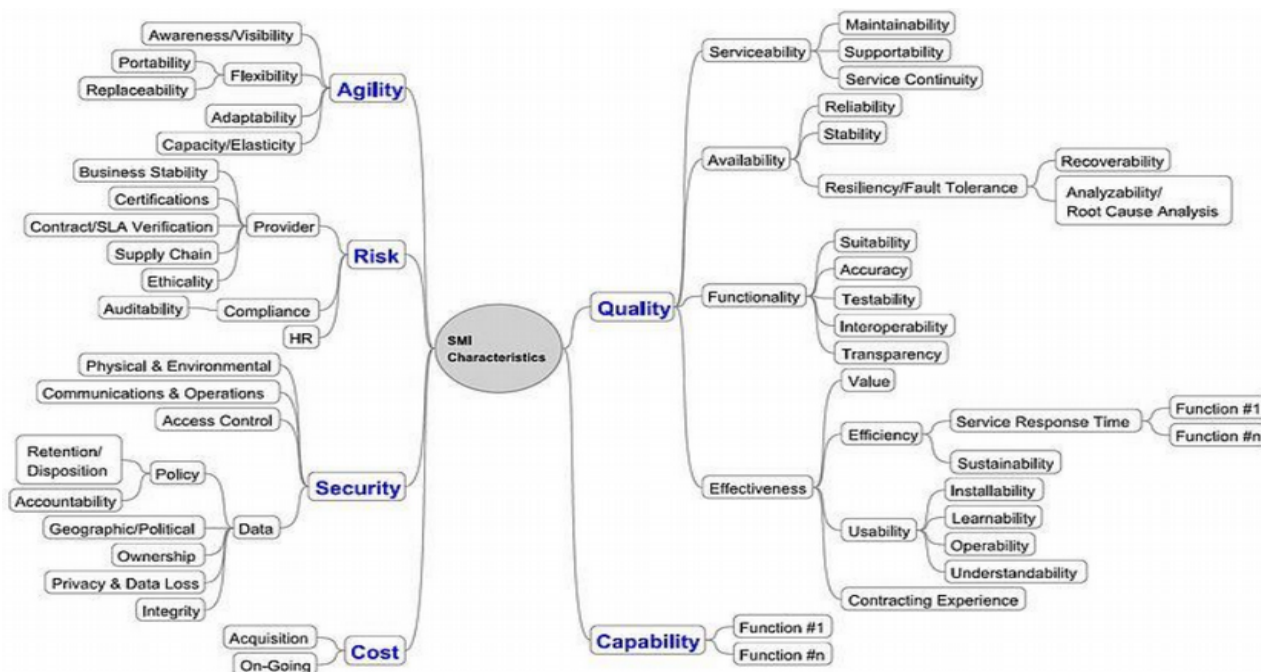 SMI
Characteristics
Agility
Awareness/Visibility
Flexibility
Portability
Replaceability
Adaptability
Capacity/Elasticity
Risk
Provider
Business Stability
Certifications
Contract/SLA Verification
Supply Chain
Ethicality
Compliance
Auditability
HR
Security
Physical & Environmental
Communications & Operations
Access Control
Data
Policy
Retention/
Disposition
Accountability
Geographic/Political
Ownership
Privacy & Data Loss
Integrity
Cost
Acquisition
On-Going
Quality
Serviceability
Maintainability
Supportability
Service Continuity
Availability
Reliability
Stability
Resiliency/Fault Tolerance
Recoverability
Analyzability/
Root Cause Analysis
Functionality
Suitability
Accuracy
Testability
Interoperability
Transparency
Effectiveness
Value
Efficiency
Service Response Time
Function #1
Function #n
Sustainability
Usability
Installability
Learnability
Operability
Understandability
Contracting Experience
Capability
Function #1
Function #n